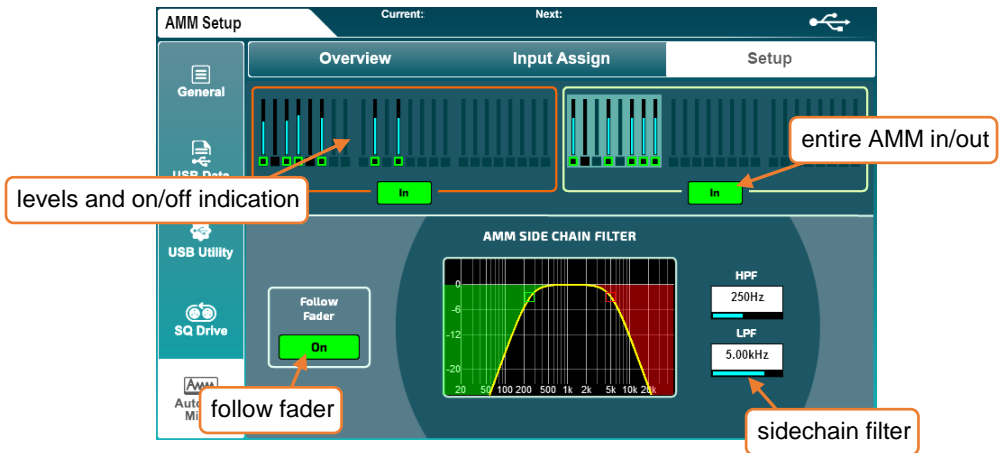 AMM Setup
Current:
Next:
Overview
Input Assign
Setup
General
entire AMM in/out
USB Data
levels and on/off indication
In
In
USB Utility
AMM SIDE CHAIN FILTER
HPF
250Hz
LPF
5.00kHz
Follow
Fader
On
SQ Drive
0
-6
-12
-20
20 50 100 200 500 1k 2k 5k 10k 20k
follow fader
sidechain filter